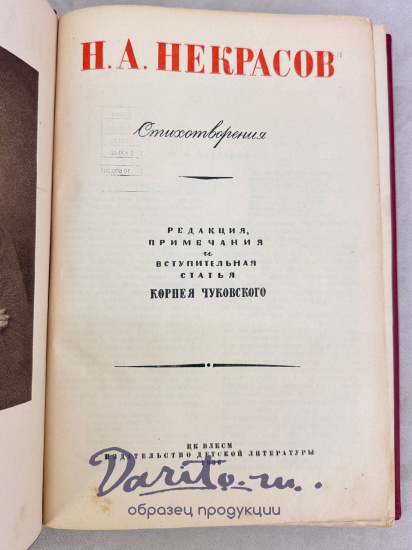 Н. А. НЕКРАСОВ
Стихотворения
РЕДАКЦИЯ,
ПРИМЕЧАНИЯ
и
ВСТУПИТЕЛЬНАЯ
СТАТЬЯ
КОРНЕЯ ЧУКОВСКОГО
ЦК ВЛКСМ
ИЗДАТЕЛЬСТВО ДЕТСКОЙ ЛИТЕРАТУРЫ
Darito.ru.
образец продукции